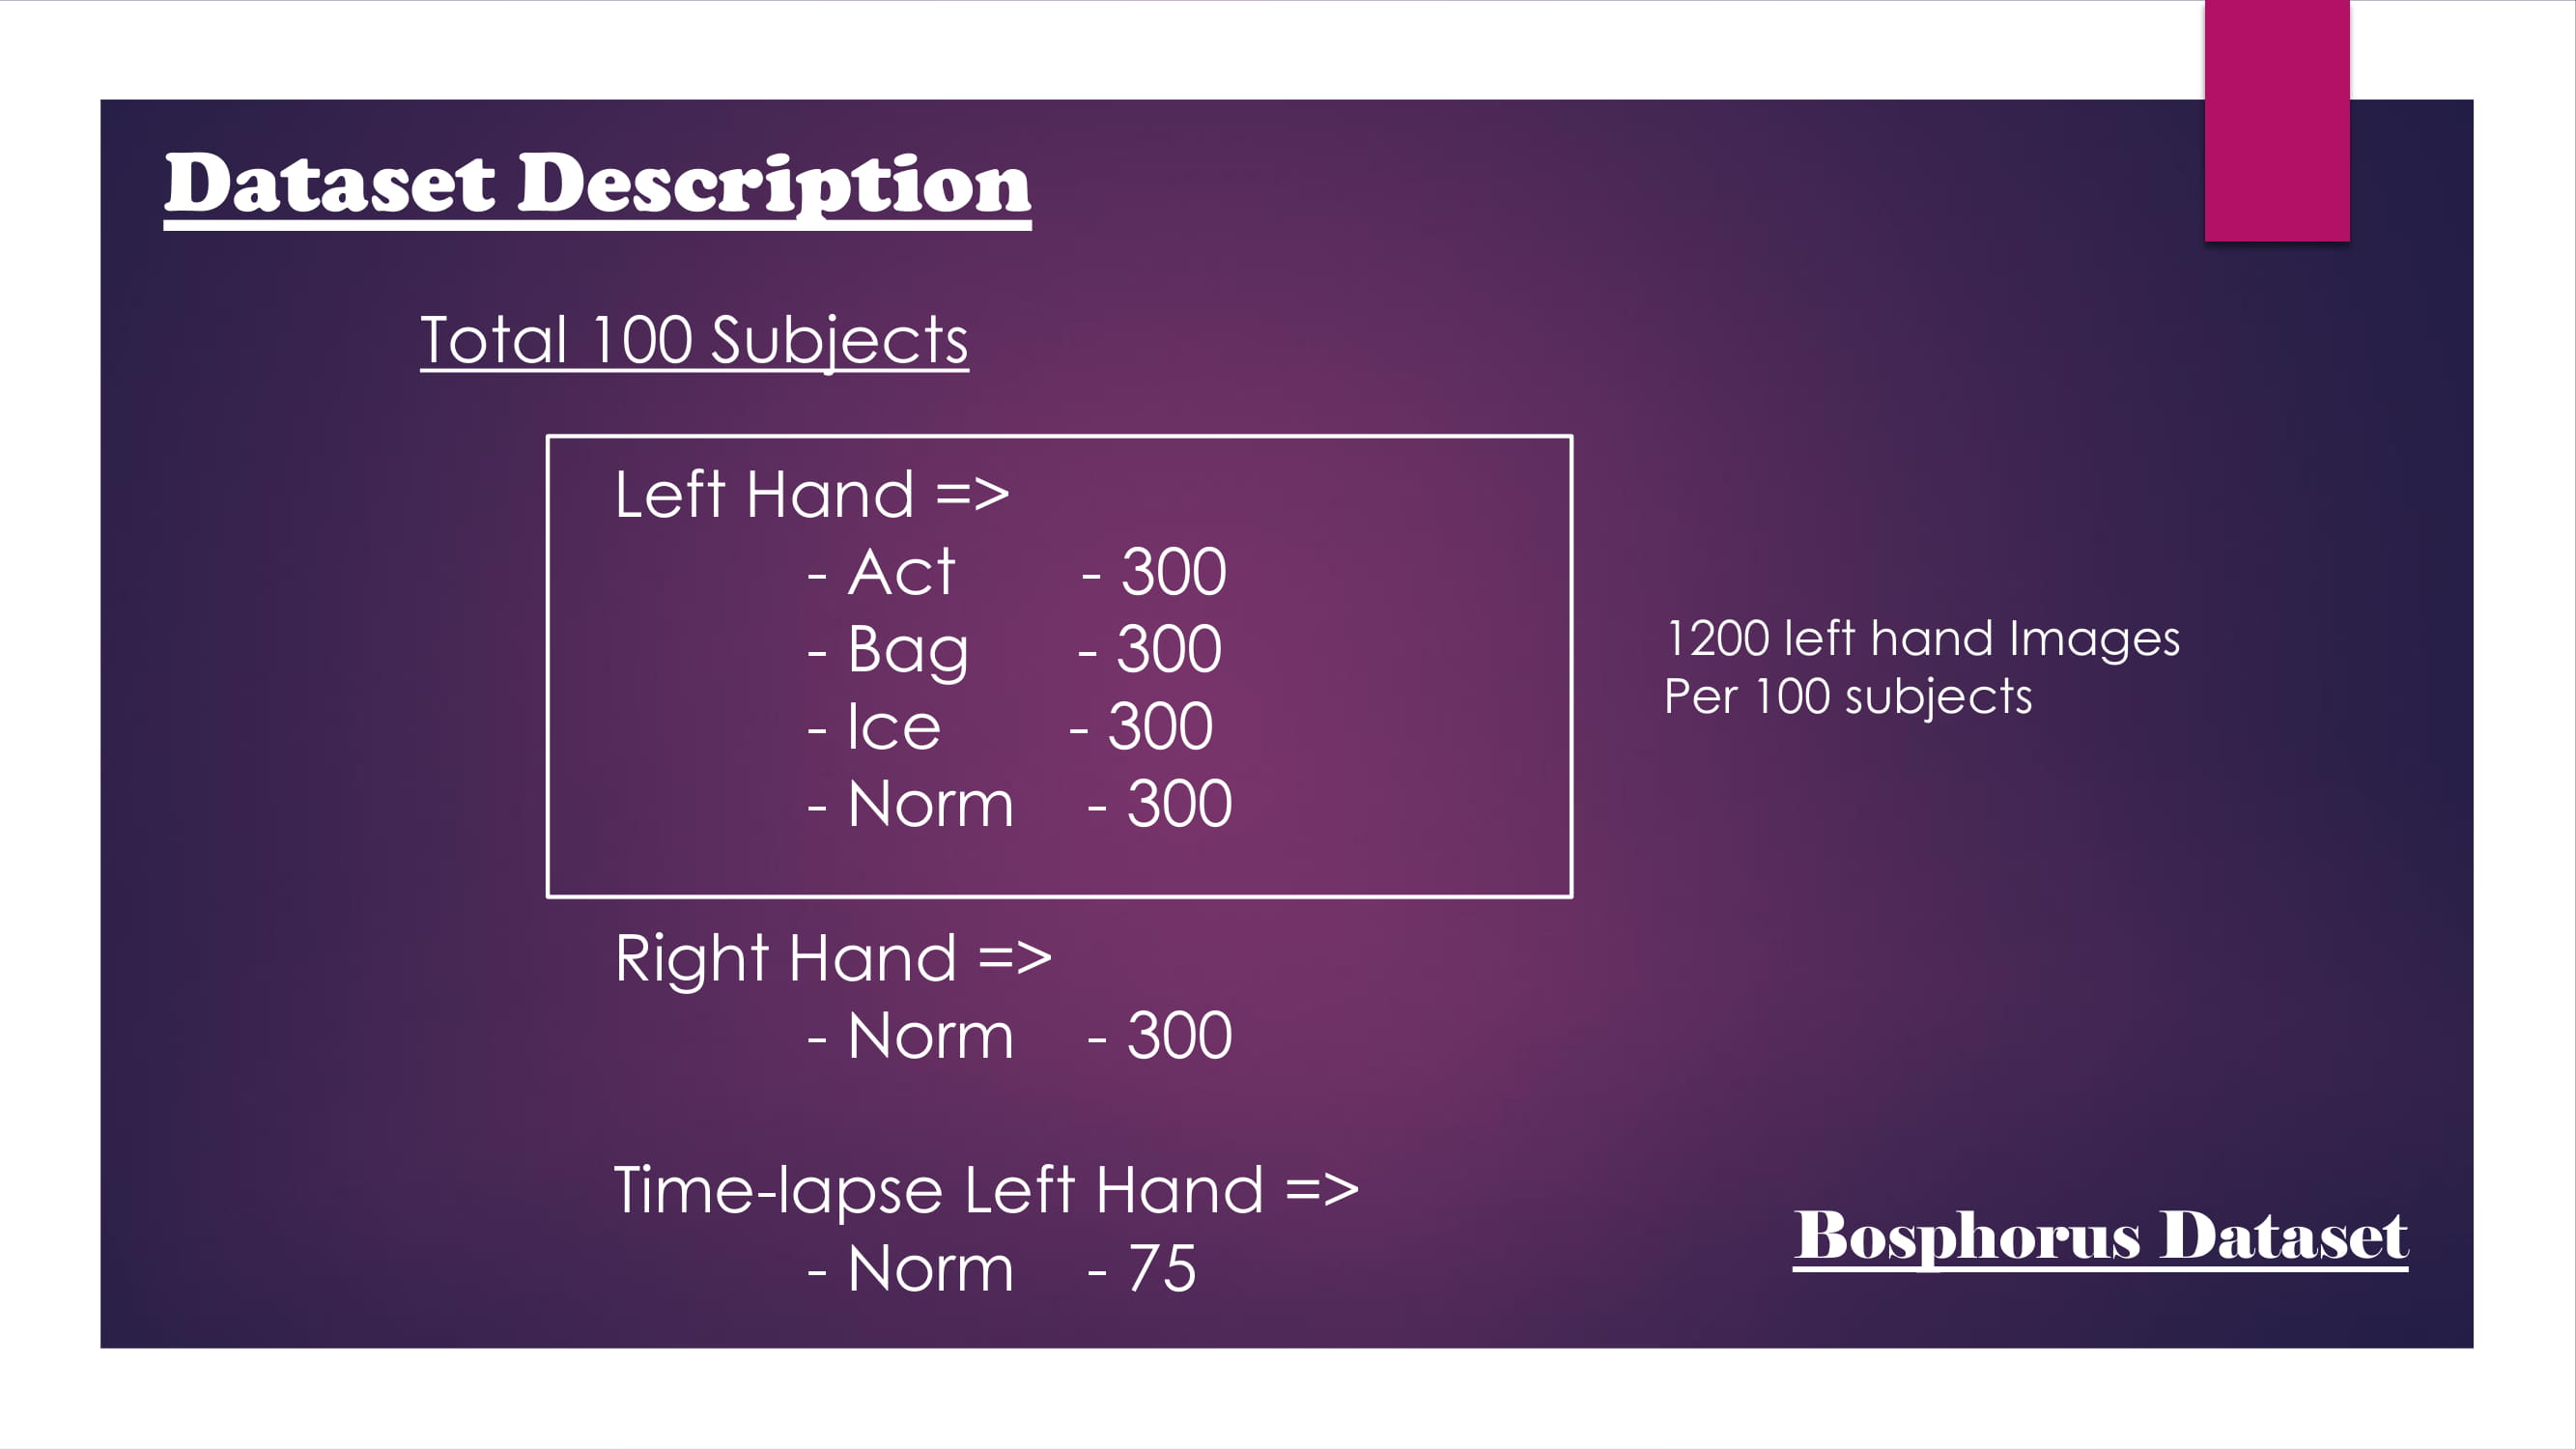 Dataset Description
Total 100 Subjects
Left Hand =>
- Act - 300
- Bag - 300
- Ice - 300
- Norm - 300
1200 left hand Images
Per 100 subjects
Right Hand =>
- Norm - 300
Time-lapse Left Hand =>
- Norm - 75
Bosphorus Dataset